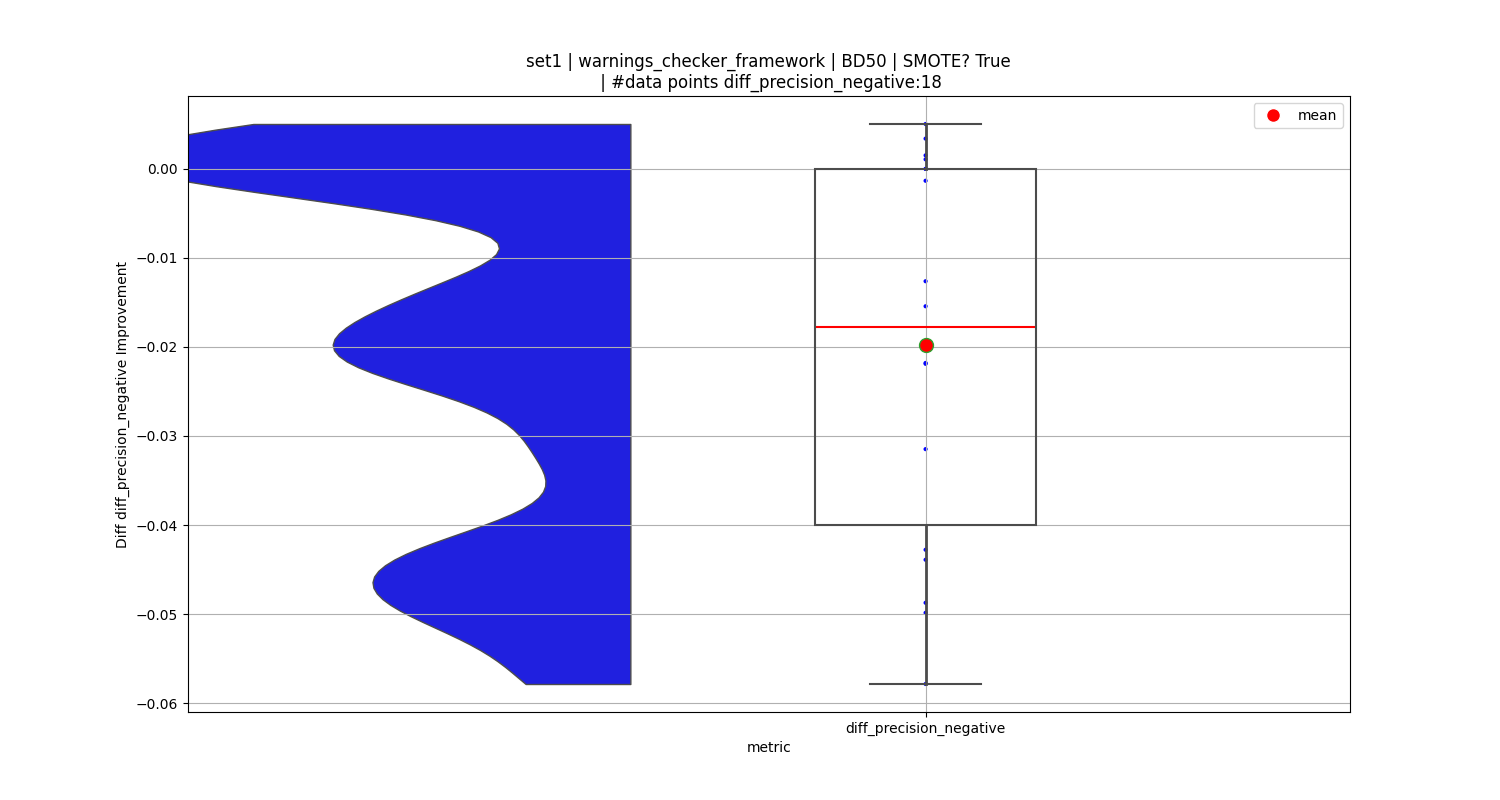 set1 | warnings_checker_framework | BD50 | SMOTE? True
| #data points diff_precision_negative:18
mean
0.00
−0.01
−0.02
−0.03
−0.04
−0.05
−0.06
Diff diff_precision_negative Improvement
diff_precision_negative
metric